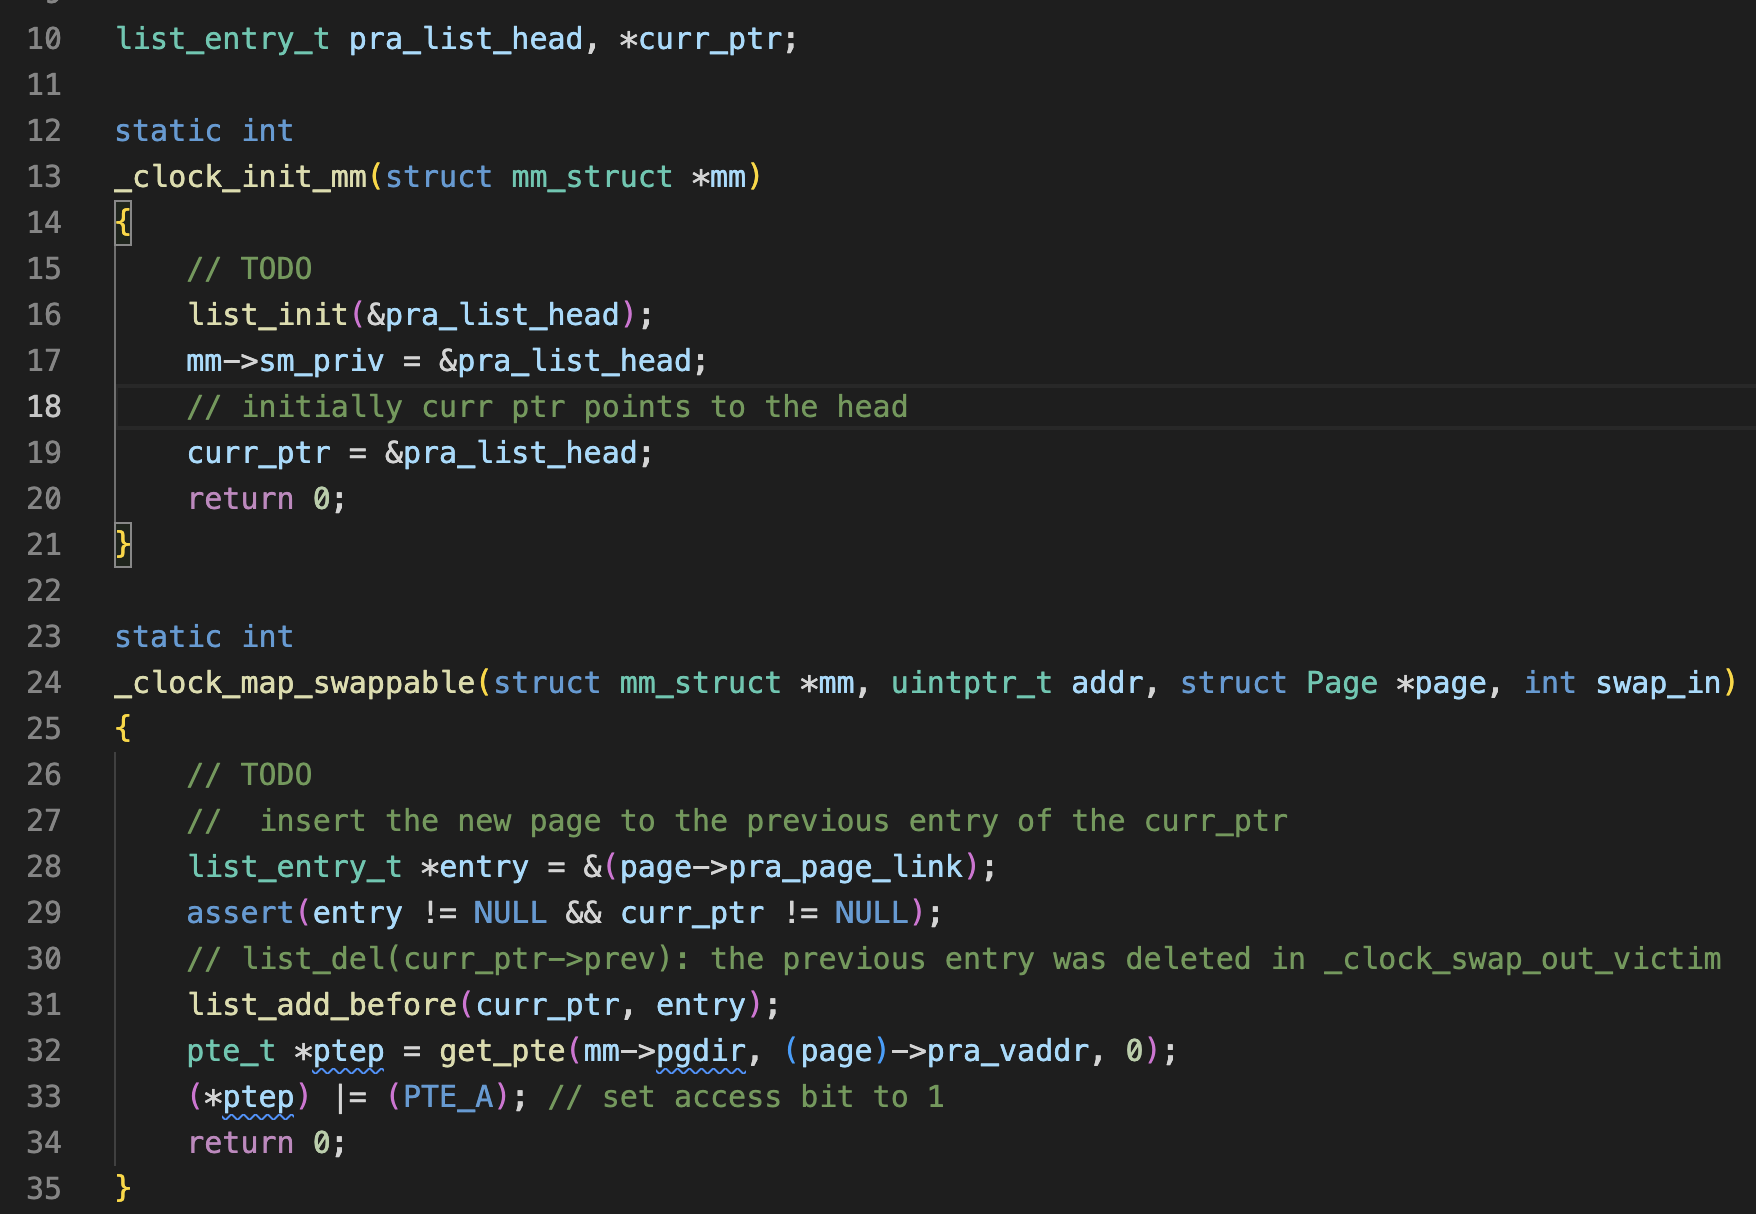 10 list_entry_t pra_list_head, *curr_ptr;
11
12 static int
13 _clock_init_mm(struct mm_struct *mm)
14 {
15     // TODO
16     list_init(&pra_list_head);
17     mm->sm_priv = &pra_list_head;
18     // initially curr ptr points to the head
19     curr_ptr = &pra_list_head;
20     return 0;
21 }
22
23 static int
24 _clock_map_swappable(struct mm_struct *mm, uintptr_t addr, struct Page *page, int swap_in)
25 {
26     // TODO
27     //  insert the new page to the previous entry of the curr_ptr
28     list_entry_t *entry = &(page->pra_page_link);
29     assert(entry != NULL && curr_ptr != NULL);
30     // list_del(curr_ptr->prev): the previous entry was deleted in _clock_swap_out_victim
31     list_add_before(curr_ptr, entry);
32     pte_t *ptep = get_pte(mm->pgdir, (page)->pra_vaddr, 0);
33     (*ptep) |= (PTE_A); // set access bit to 1
34     return 0;
35 }